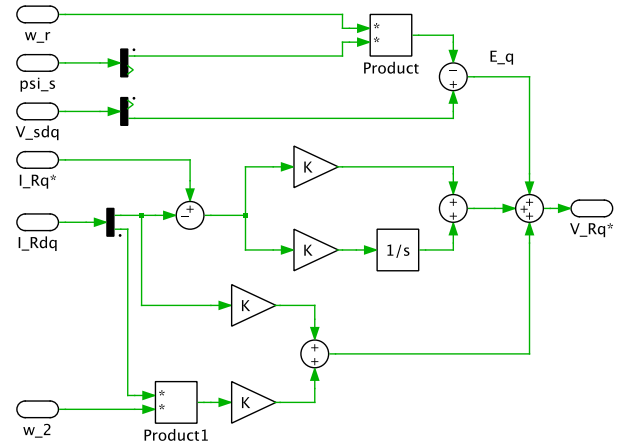 w_r
*
*
Product
psi_s
−
+
E_q
V_sdq
I_Rq*
K
+
−
I_Rdq
+
+
+
+
+
V_Rq*
K
1/s
K
+
+
*
*
K
w_2
Product1